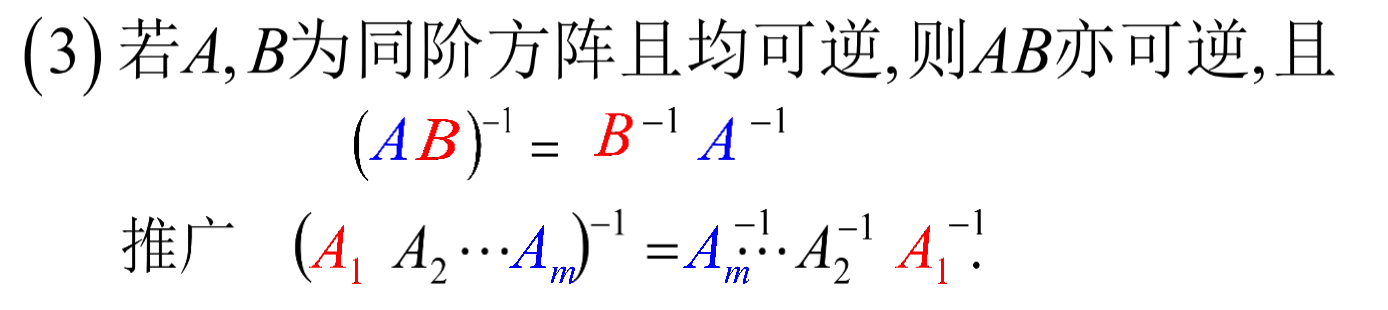 (3) 若A, B为同阶方阵且均可逆, 则AB亦可逆, 且
(AB)⁻¹ = B⁻¹ A⁻¹
推广 (A₁ A₂ ⋯ Aₘ)⁻¹ = Aₘ⁻¹ ⋯ A₂⁻¹ A₁⁻¹.